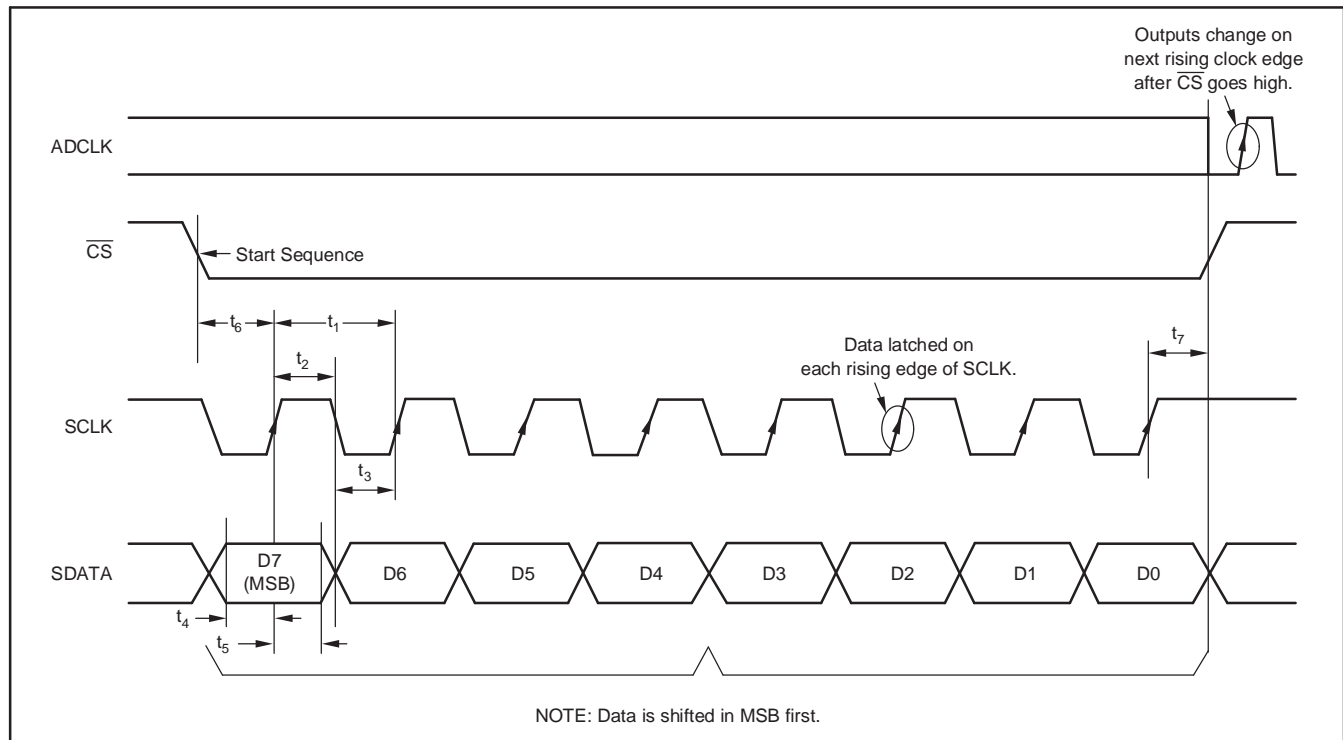 Outputs change on
next rising clock edge
after C̅S̅ goes high.
ADCLK
C̅S̅
Start Sequence
t6
t1
t7
t2
Data latched on
each rising edge of SCLK.
SCLK
t3
SDATA
D7
(MSB)
D6
D5
D4
D3
D2
D1
D0
t4
t5
NOTE: Data is shifted in MSB first.